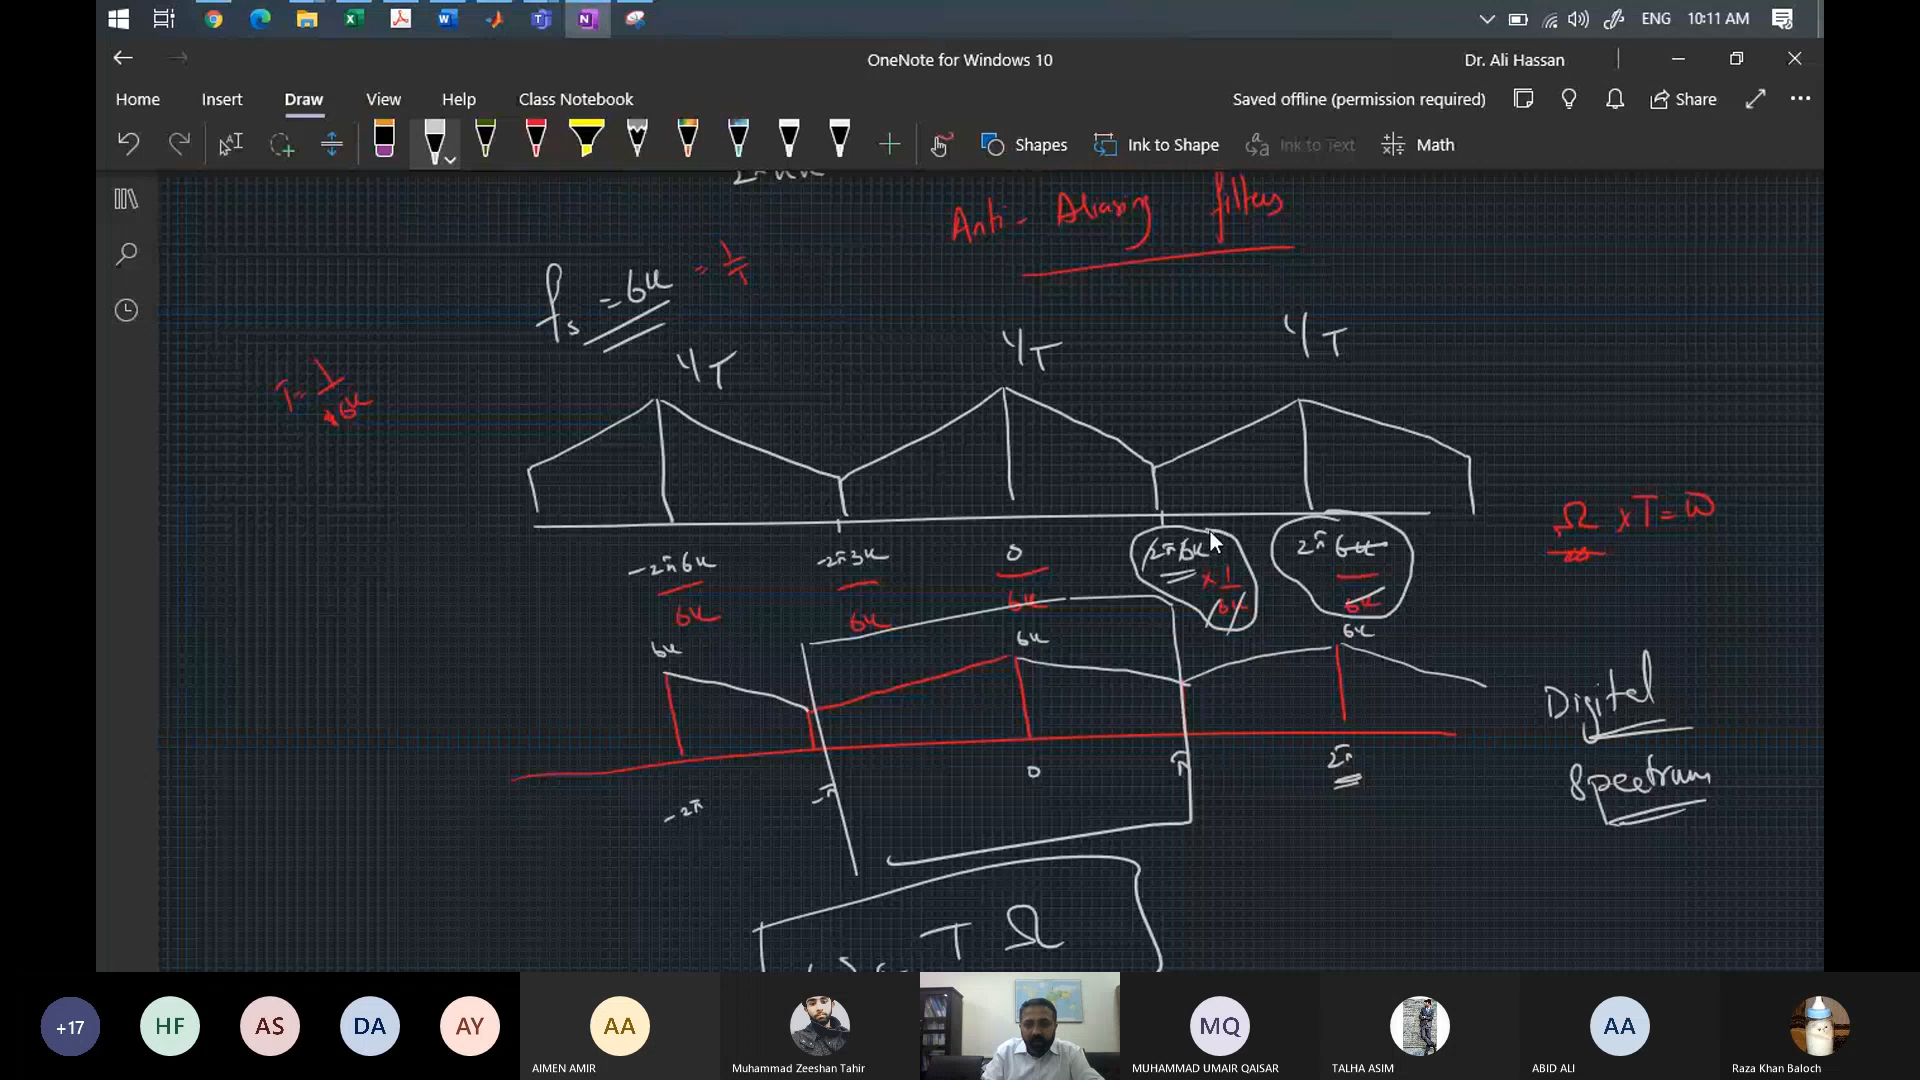 ENG 10:11 AM
OneNote for Windows 10 Dr. Ali Hassan
Home Insert Draw View Help Class Notebook Saved offline (permission required) Share
Shapes Ink to Shape Ink to Text Math
Anti-Aliasing filters
fs = 6k = 1/T
1/T 1/T 1/T
T = 1/6k
Ω x T = ω
-2π6k -2π3k 0 2π6k 2π6k
6k 6k 6k x 1/6k 6k
6k 6k 6k
Digital
Spectrum
-2π -π 0 π 2π
T Ω
+17 HF AS DA AY AA MQ AA
AIMEN AMIR Muhammad Zeeshan Tahir MUHAMMAD UMAIR QAISAR TALHA ASIM ABID ALI Raza Khan Baloch